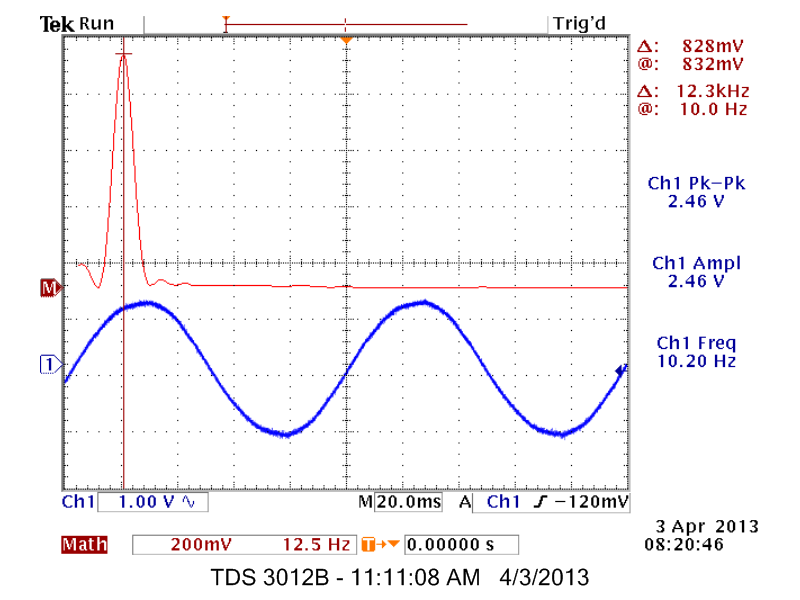 Tek Run Trig'd
Δ: 828mV
@: 832mV
Δ: 12.3kHz
@: 10.0 Hz
Ch1 Pk−Pk
2.46 V
Ch1 Ampl
2.46 V
M
Ch1 Freq
10.20 Hz
1
Ch1 1.00 V M 20.0ms A Ch1 −120mV
3 Apr 2013
Math 200mV 12.5 Hz T 0.00000 s 08:20:46
TDS 3012B - 11:11:08 AM 4/3/2013